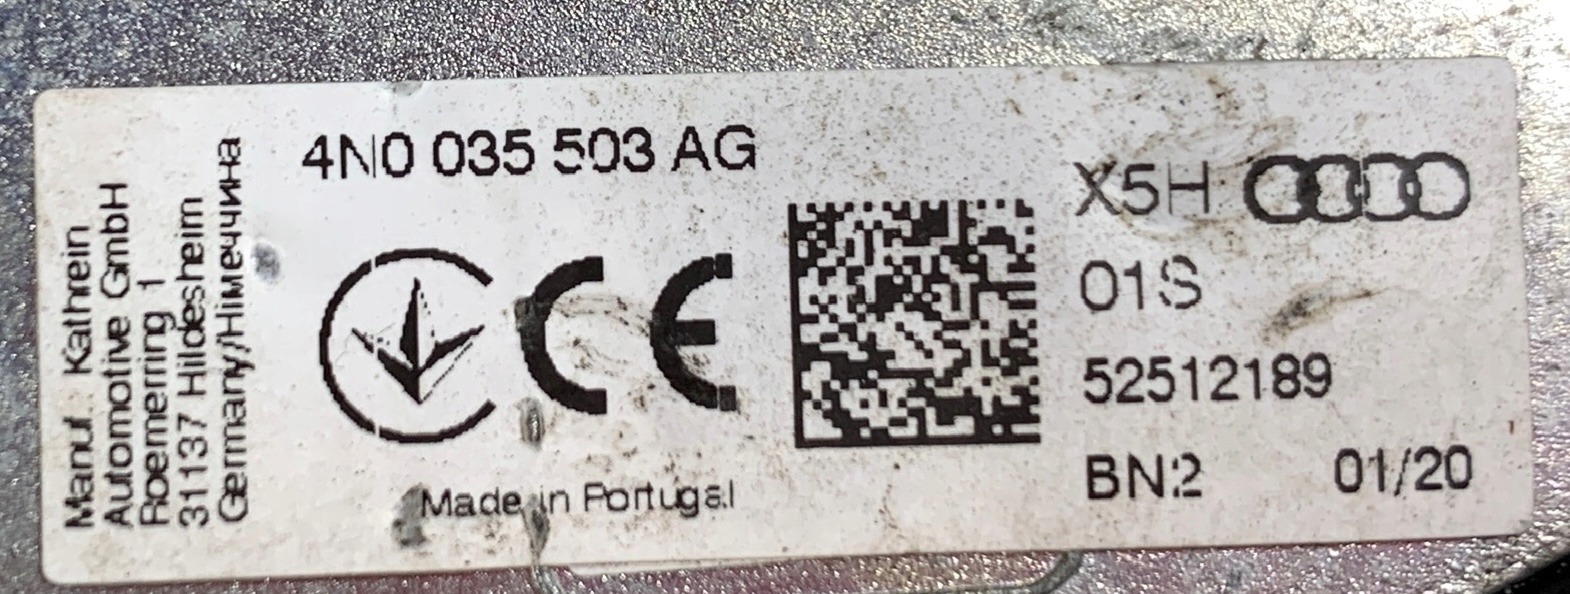 Manuf.: Kathrein
Automotive GmbH
Roemerring 1
31137 Hildesheim
Germany/Німеччина
4N0 035 503 AG
CE
Made in Portugal
X5H
01S
52512189
BN2 01/20